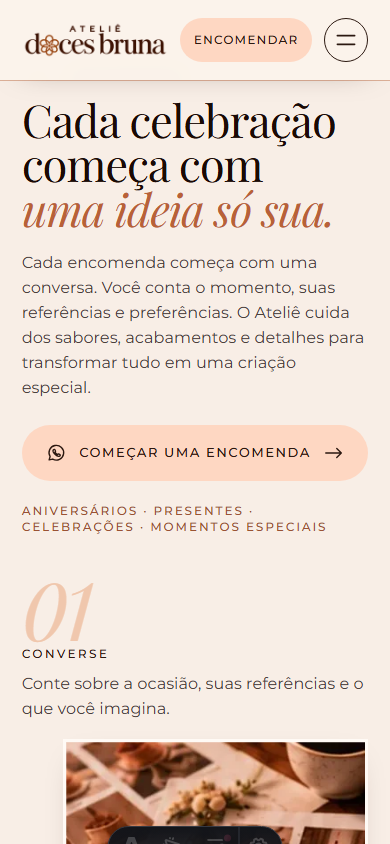 ATELIÊ
doces bruna
ENCOMENDAR
Cada celebração
começa com
uma ideia só sua.
Cada encomenda começa com uma
conversa. Você conta o momento, suas
referências e preferências. O Ateliê cuida
dos sabores, acabamentos e detalhes para
transformar tudo em uma criação
especial.
COMEÇAR UMA ENCOMENDA
ANIVERSÁRIOS · PRESENTES ·
CELEBRAÇÕES · MOMENTOS ESPECIAIS
01
CONVERSE
Conte sobre a ocasião, suas referências e o
que você imagina.